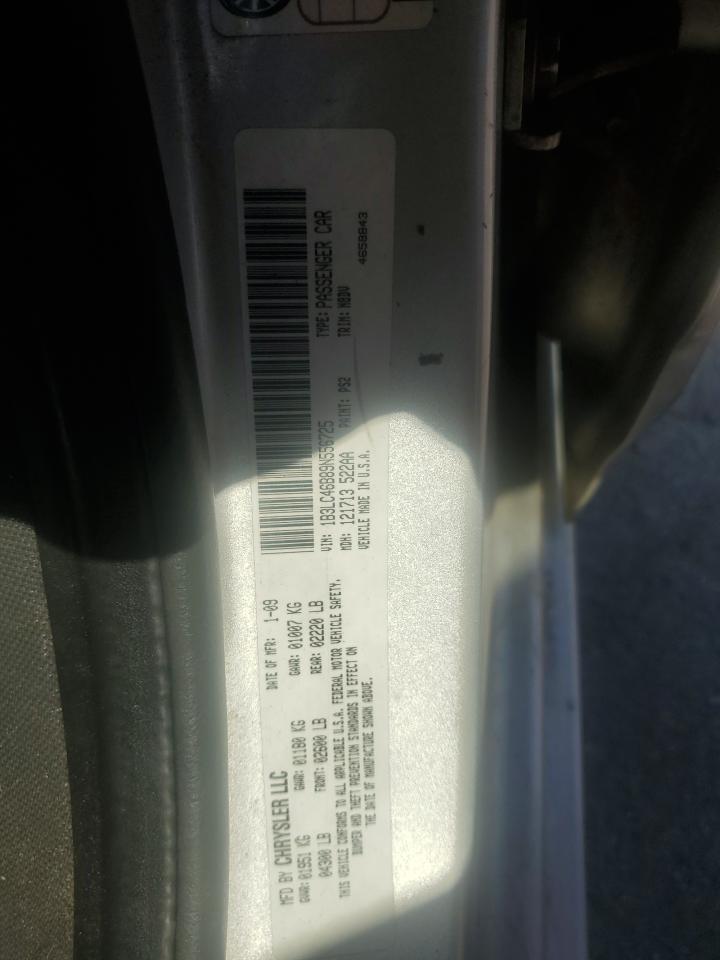 MFD BY CHRYSLER LLC
DATE OF MFR: 1-09
GVWR: 01951 KG
GAWR: 01180 KG
GAWR: 01007 KG
04300 LB
FRONT: 02600 LB
REAR: 02220 LB
THIS VEHICLE CONFORMS TO ALL APPLICABLE U.S.A. FEDERAL MOTOR VEHICLE SAFETY,
BUMPER AND THEFT PREVENTION STANDARDS IN EFFECT ON
THE DATE OF MANUFACTURE SHOWN ABOVE.
VIN: 1B3LC46B89N556725
TYPE: PASSENGER CAR
MDH: 121713 522AA
PAINT: PS2
TRIM: M8DV
VEHICLE MADE IN U.S.A.
4658843